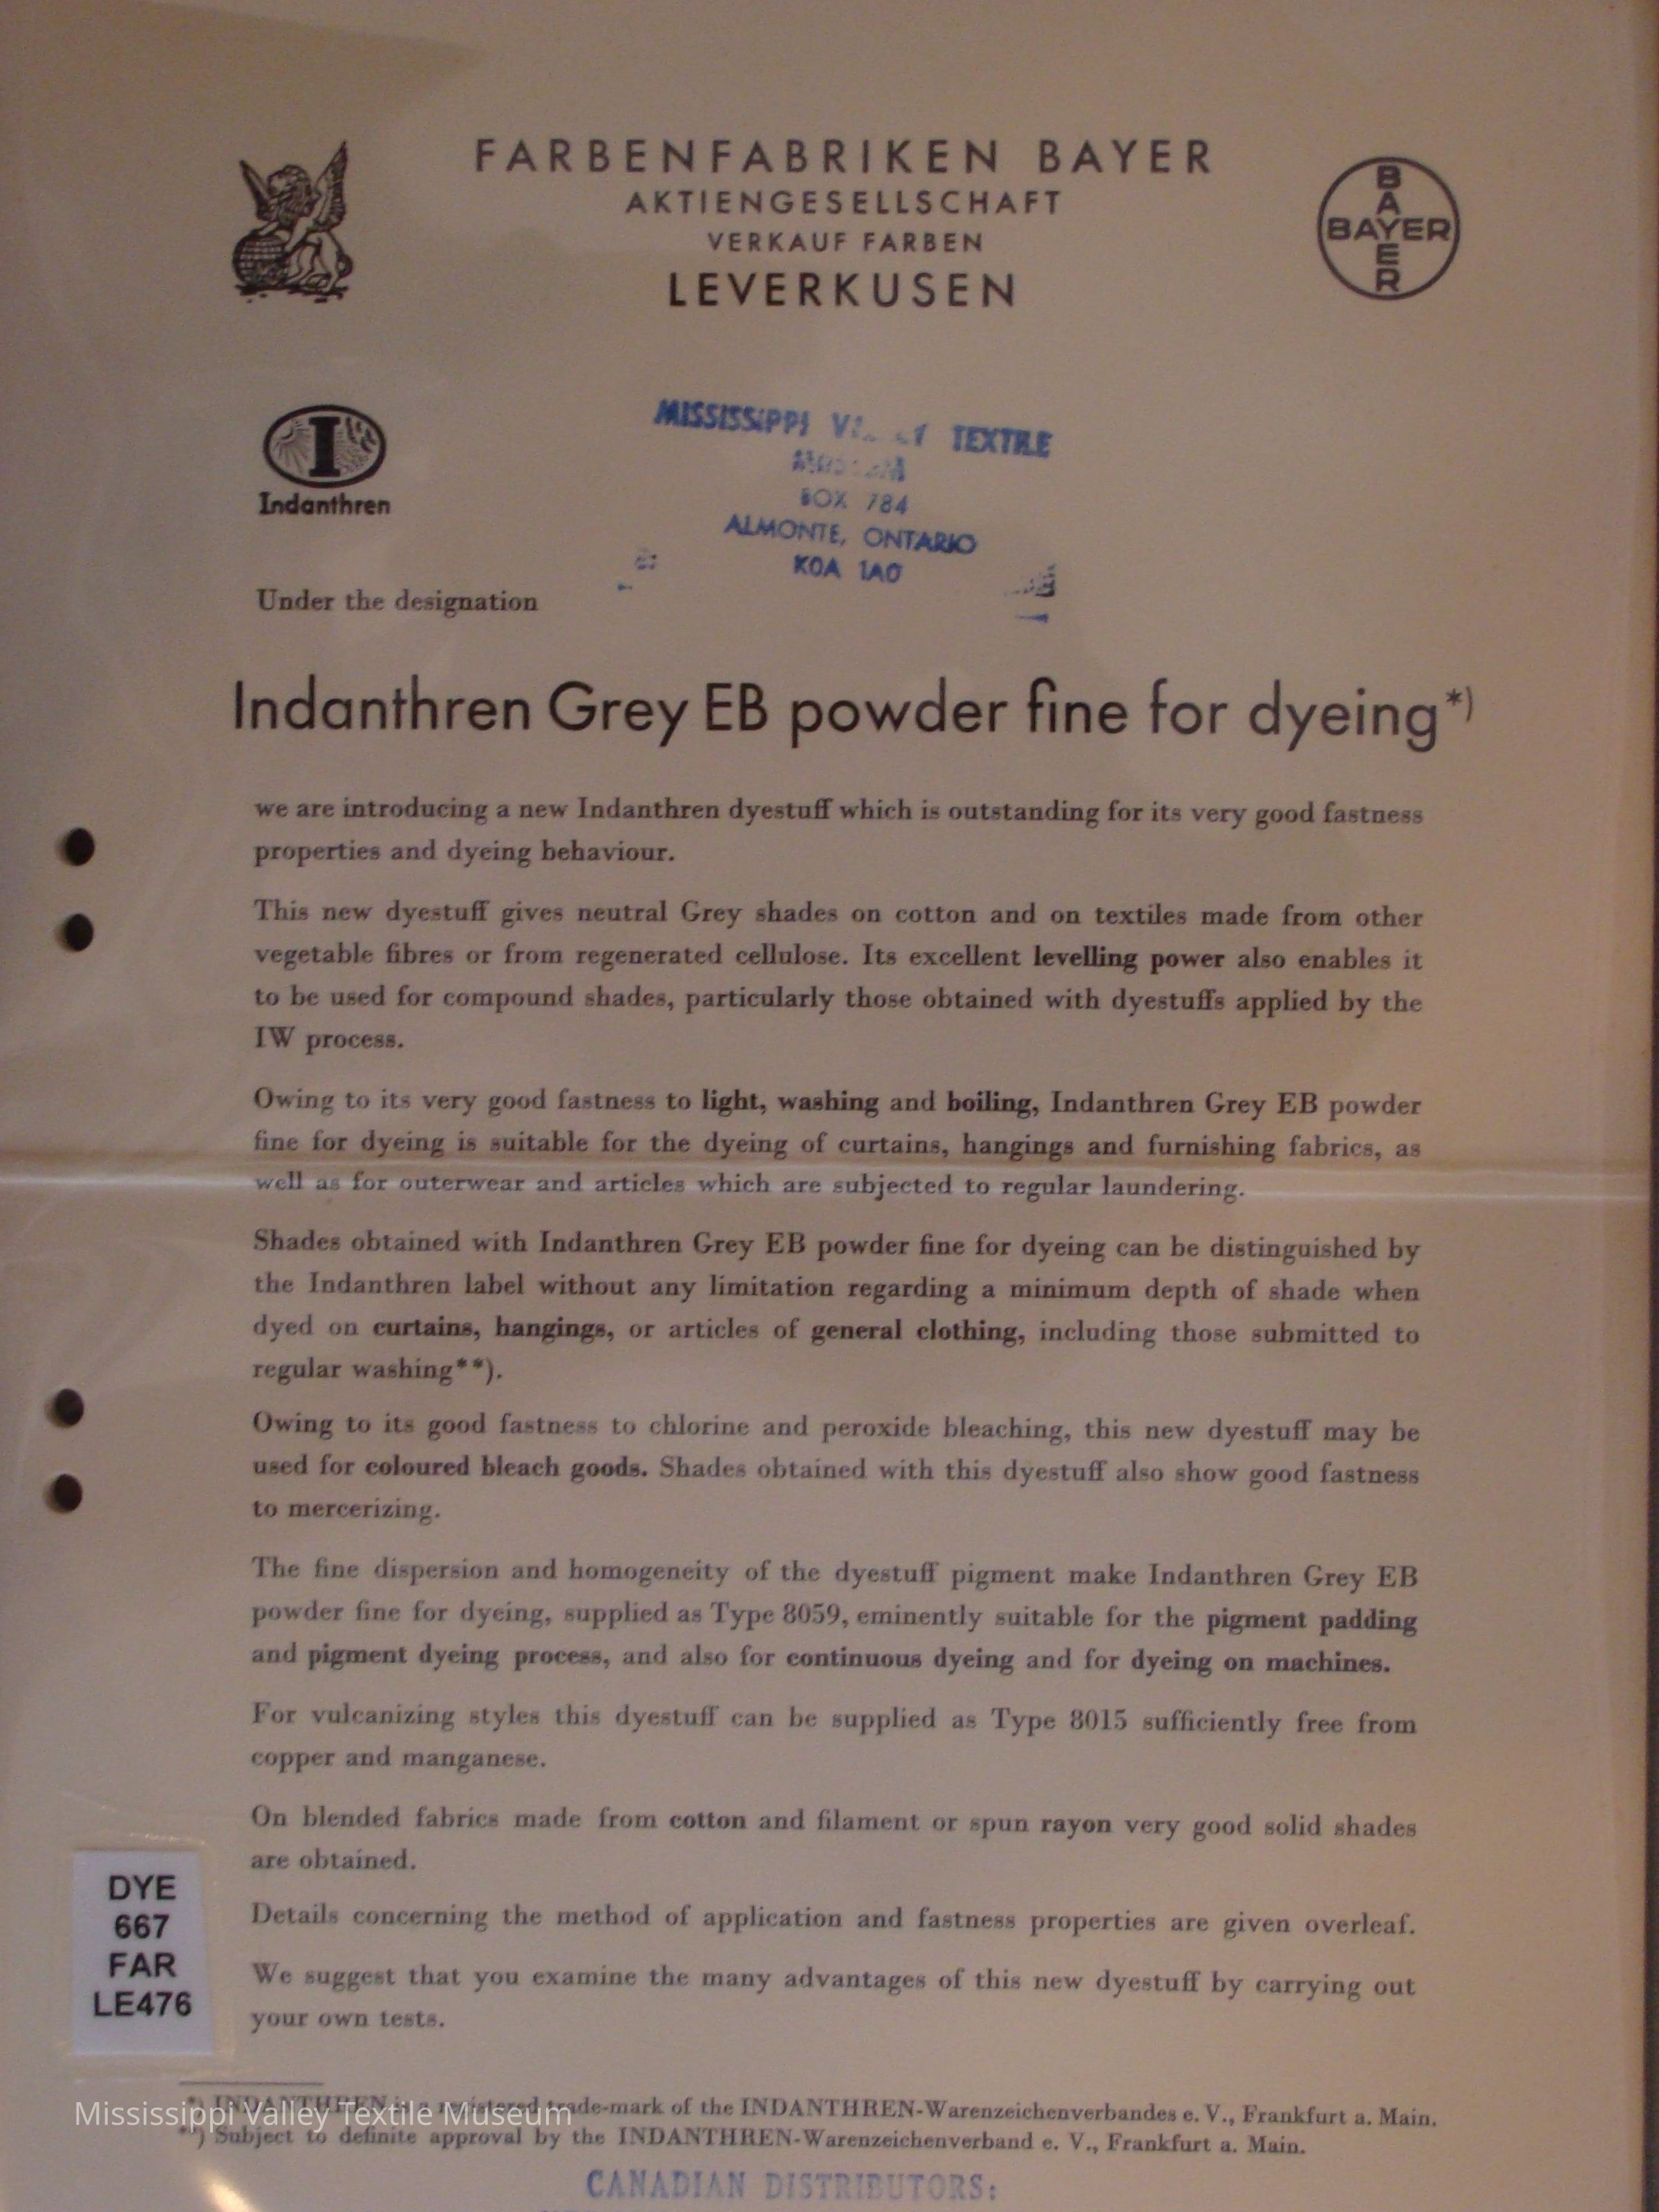 FARBENFABRIKEN BAYER
AKTIENGESELLSCHAFT
VERKAUF FARBEN
LEVERKUSEN
BAYER
BAYER
I
Indanthren
MISSISSIPPI TEXTILE
BOX 784
ALMONTE, ONTARIO
K0A 1A0
Under the designation
Indanthren Grey EB powder fine for dyeing*)
we are introducing a new Indanthren dyestuff which is outstanding for its very good fastness
properties and dyeing behaviour.
This new dyestuff gives neutral Grey shades on cotton and on textiles made from other
vegetable fibres or from regenerated cellulose. Its excellent levelling power also enables it
to be used for compound shades, particularly those obtained with dyestuffs applied by the
IW process.
Owing to its very good fastness to light, washing and boiling, Indanthren Grey EB powder
fine for dyeing is suitable for the dyeing of curtains, hangings and furnishing fabrics, as
well as for outerwear and articles which are subjected to regular laundering.
Shades obtained with Indanthren Grey EB powder fine for dyeing can be distinguished by
the Indanthren label without any limitation regarding a minimum depth of shade when
dyed on curtains, hangings, or articles of general clothing, including those submitted to
regular washing**).
Owing to its good fastness to chlorine and peroxide bleaching, this new dyestuff may be
used for coloured bleach goods. Shades obtained with this dyestuff also show good fastness
to mercerizing.
The fine dispersion and homogeneity of the dyestuff pigment make Indanthren Grey EB
powder fine for dyeing, supplied as Type 8059, eminently suitable for the pigment padding
and pigment dyeing process, and also for continuous dyeing and for dyeing on machines.
For vulcanizing styles this dyestuff can be supplied as Type 8015 sufficiently free from
copper and manganese.
On blended fabrics made from cotton and filament or spun rayon very good solid shades
are obtained.
Details concerning the method of application and fastness properties are given overleaf.
We suggest that you examine the many advantages of this new dyestuff by carrying out
your own tests.
DYE
667
FAR
LE476
*) INDANTHREN is a registered trade-mark of the INDANTHREN-Warenzeichenverbandes e. V., Frankfurt a. Main.
Mississippi Valley Textile Museum
**) Subject to definite approval by the INDANTHREN-Warenzeichenverband e. V., Frankfurt a. Main.
CANADIAN DISTRIBUTORS: